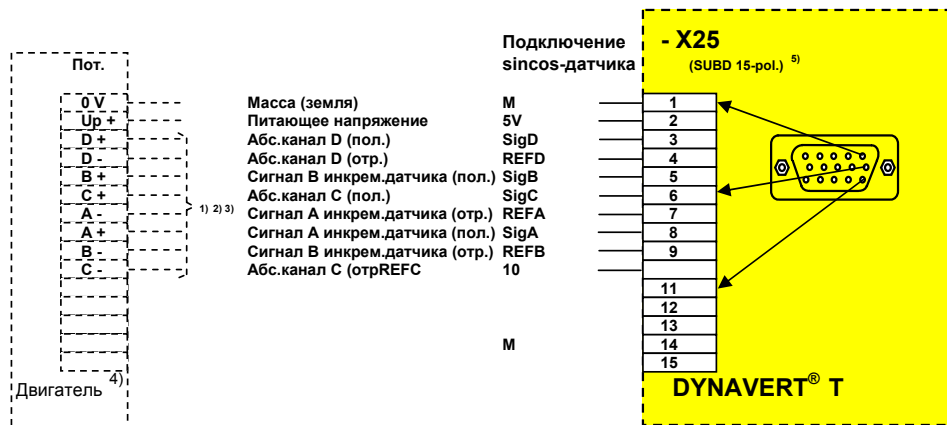 Подключение - X25
Пот. sincos-датчика (SUBD 15-pol.) 5)
0 V Масса (земля) M 1
Up + Питающее напряжение 5V 2
D + Абс.канал D (пол.) SigD 3
D - Абс.канал D (отр.) REFD 4
B + Сигнал B инкрем.датчика (пол.) SigB 5
C + Абс.канал C (пол.) SigC 6
A - 1) 2) 3) Сигнал A инкрем.датчика (отр.) REFA 7
A + Сигнал A инкрем.датчика (пол.) SigA 8
B - Сигнал B инкрем.датчика (отр.) REFB 9
C - Абс.канал C (отрREFC 10
11
12
13
M 14
15
Двигатель 4) DYNAVERT® T